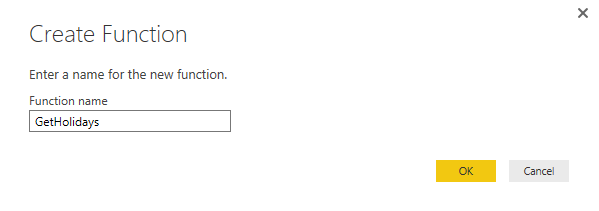 Create Function
Enter a name for the new function.
Function name
GetHolidays
OK Cancel